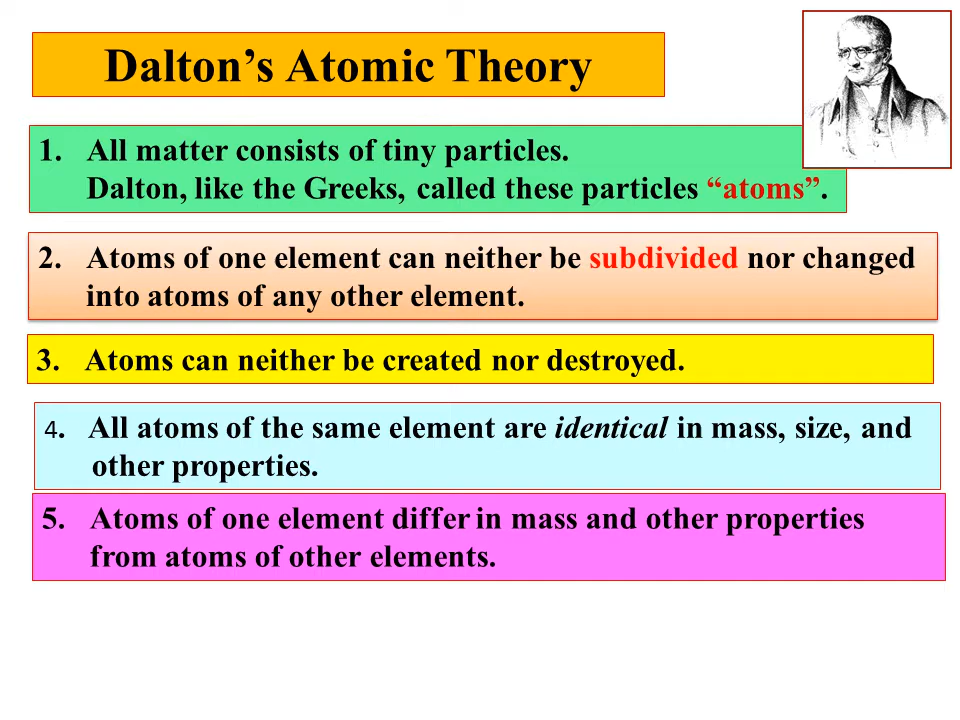 Dalton’s Atomic Theory
1. All matter consists of tiny particles.
Dalton, like the Greeks, called these particles “atoms”.
2. Atoms of one element can neither be subdivided nor changed
into atoms of any other element.
3. Atoms can neither be created nor destroyed.
4. All atoms of the same element are identical in mass, size, and
other properties.
5. Atoms of one element differ in mass and other properties
from atoms of other elements.